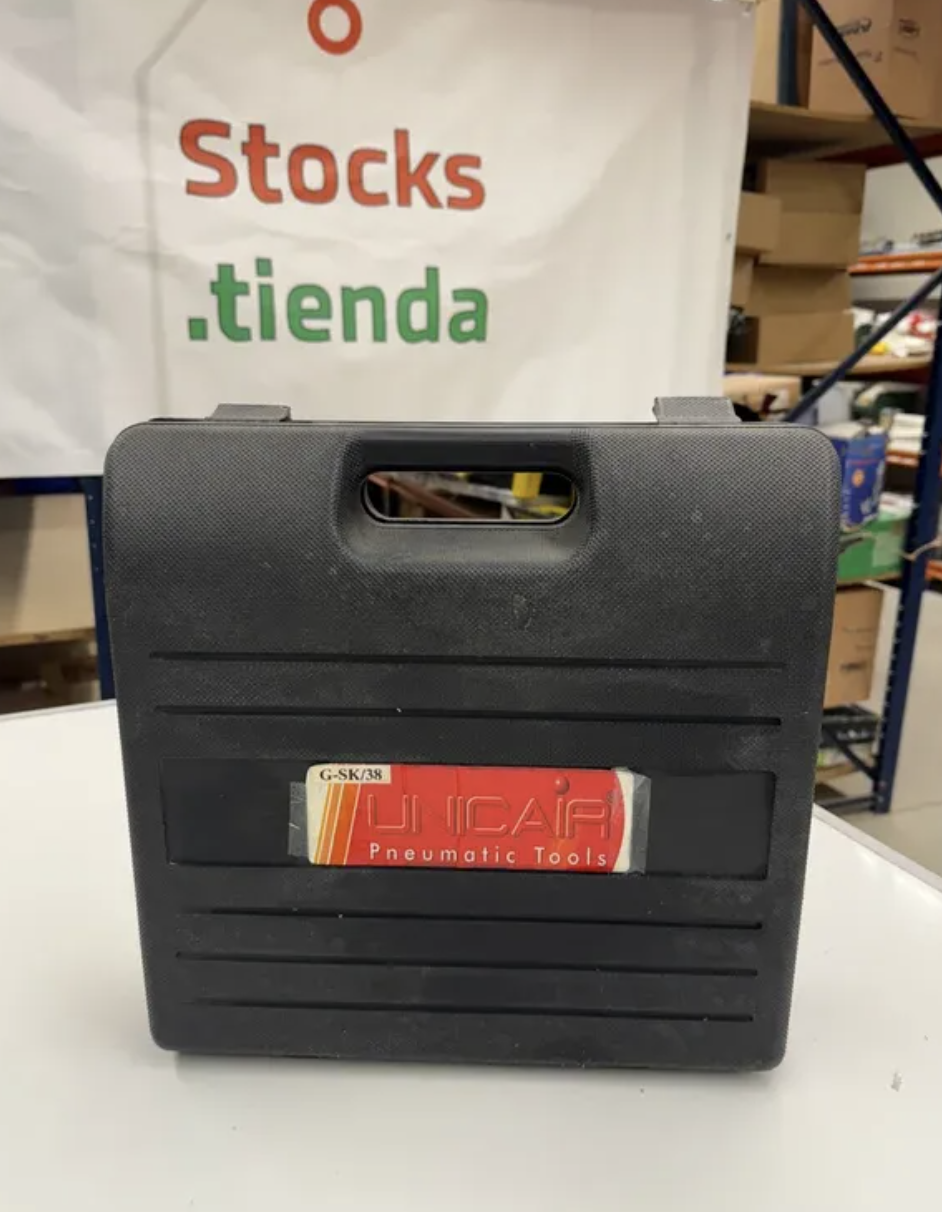 Stocks
.tienda
G-SK/38
UNICAIR
Pneumatic Tools